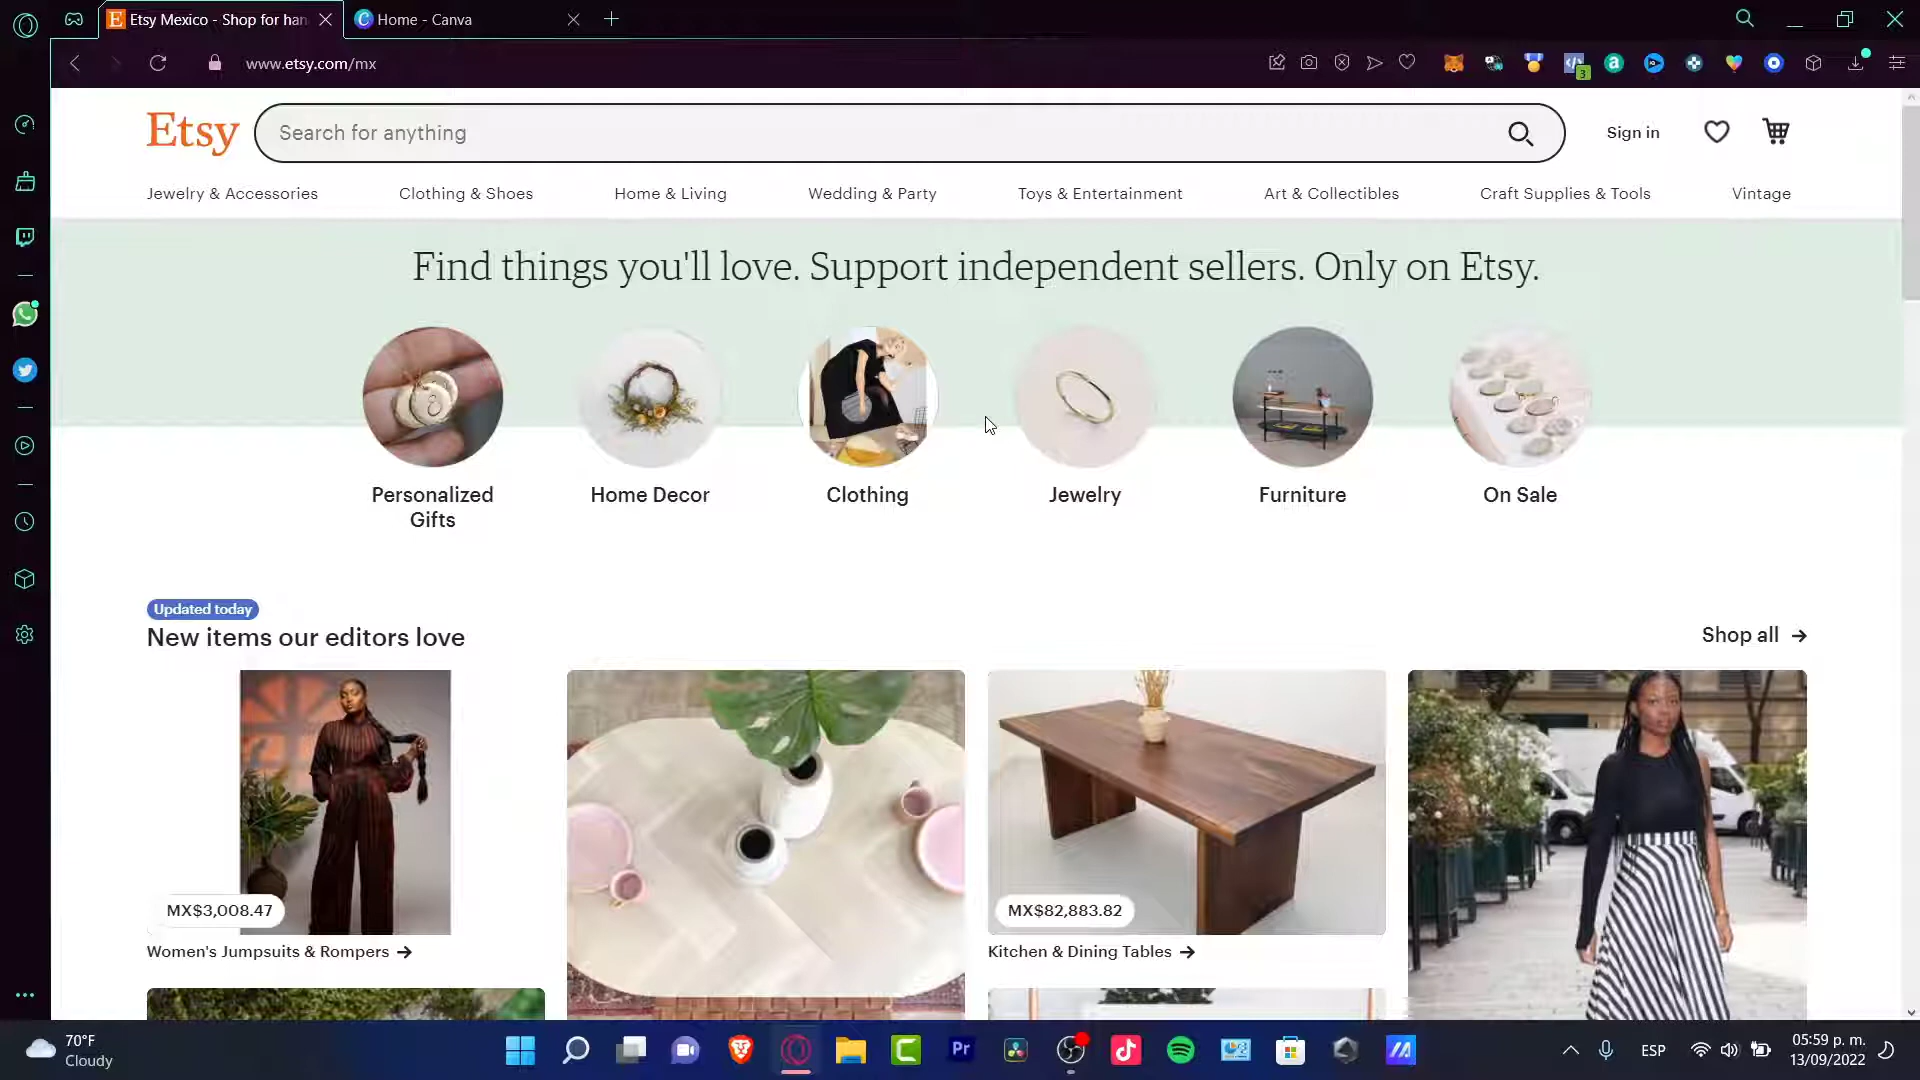 Etsy Mexico - Shop for han
Home - Canva
www.etsy.com/mx
3
Etsy
Search for anything
Sign in
Jewelry & Accessories
Clothing & Shoes
Home & Living
Wedding & Party
Toys & Entertainment
Art & Collectibles
Craft Supplies & Tools
Vintage
Find things you'll love. Support independent sellers. Only on Etsy.
Personalized
Gifts
Home Decor
Clothing
Jewelry
Furniture
On Sale
Updated today
New items our editors love
Shop all →
MX$3,008.47
MX$82,883.82
Women's Jumpsuits & Rompers →
Kitchen & Dining Tables →
70°F
Cloudy
Pr
ESP
05:59 p. m.
13/09/2022